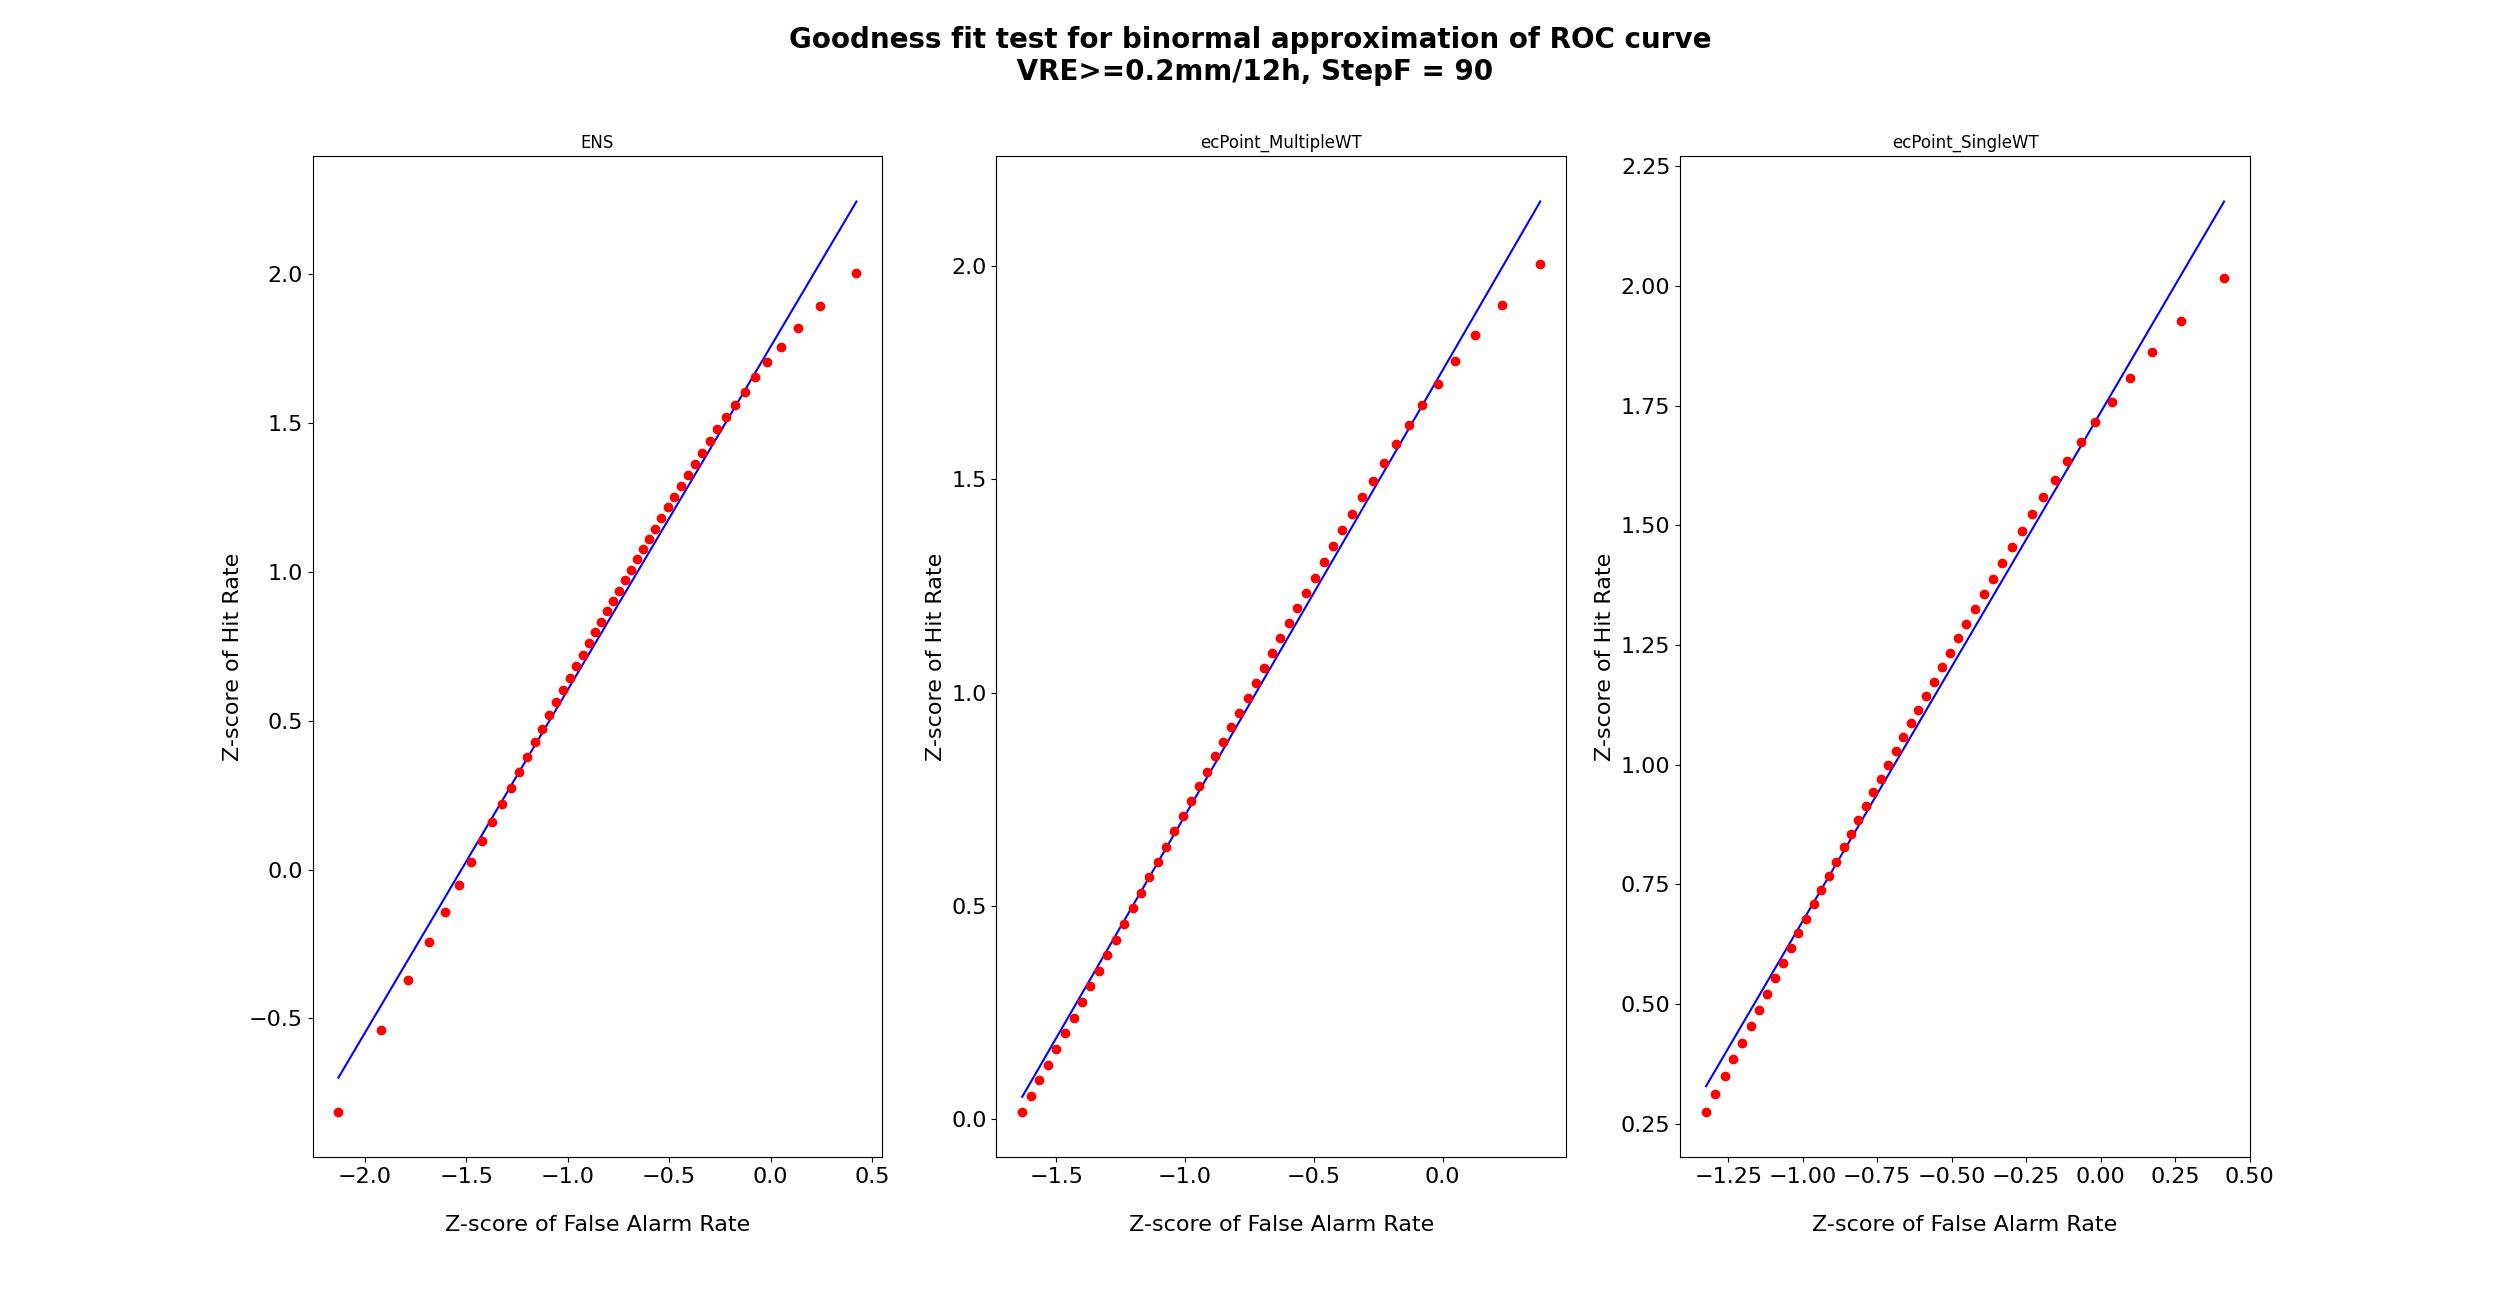 Goodness fit test for binormal approximation of ROC curve
VRE>=0.2mm/12h, StepF = 90
ENS
2.0
1.5
1.0
0.5
0.0
−0.5
Z-score of Hit Rate
−2.0 −1.5 −1.0 −0.5 0.0 0.5
Z-score of False Alarm Rate
ecPoint_MultipleWT
2.0
1.5
1.0
0.5
0.0
Z-score of Hit Rate
−1.5 −1.0 −0.5 0.0
Z-score of False Alarm Rate
ecPoint_SingleWT
2.25
2.00
1.75
1.50
1.25
1.00
0.75
0.50
0.25
Z-score of Hit Rate
−1.25 −1.00 −0.75 −0.50 −0.25 0.00 0.25 0.50
Z-score of False Alarm Rate